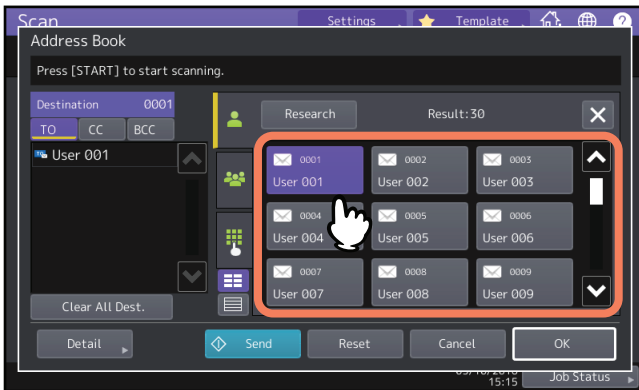 Scan
Settings
Template
Address Book
Press [START] to start scanning.
Destination 0001
TO CC BCC
User 001
Clear All Dest.
Research
Result:30
0001
User 001
0002
User 002
0003
User 003
0004
User 004
0005
User 005
0006
User 006
0007
User 007
0008
User 008
0009
User 009
Detail
Send
Reset
Cancel
OK
15:15
Job Status